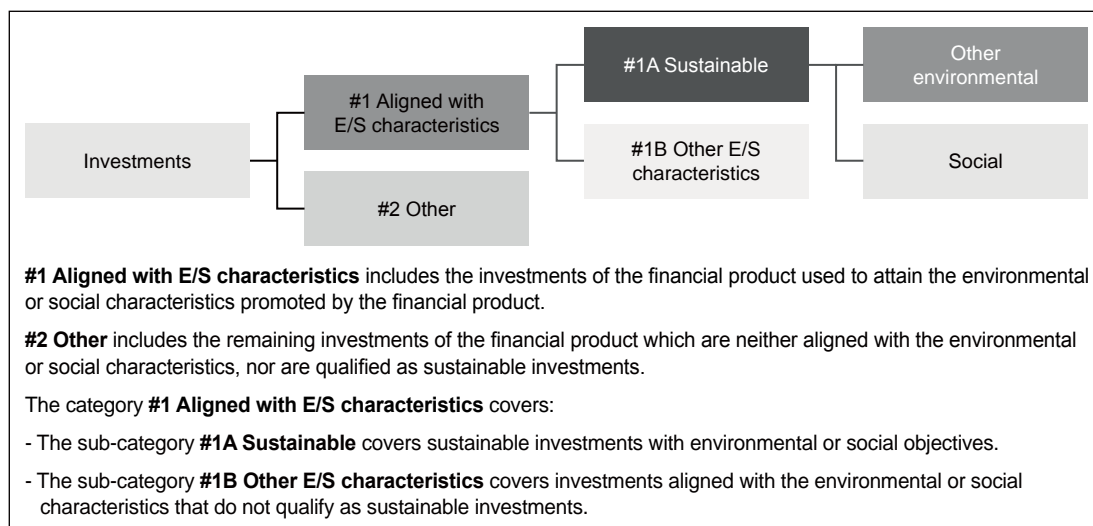 Investments
#1 Aligned with
E/S characteristics
#2 Other
#1A Sustainable
#1B Other E/S
characteristics
Other
environmental
Social
#1 Aligned with E/S characteristics includes the investments of the financial product used to attain the environmental
or social characteristics promoted by the financial product.
#2 Other includes the remaining investments of the financial product which are neither aligned with the environmental
or social characteristics, nor are qualified as sustainable investments.
The category #1 Aligned with E/S characteristics covers:
- The sub-category #1A Sustainable covers sustainable investments with environmental or social objectives.
- The sub-category #1B Other E/S characteristics covers investments aligned with the environmental or social
characteristics that do not qualify as sustainable investments.